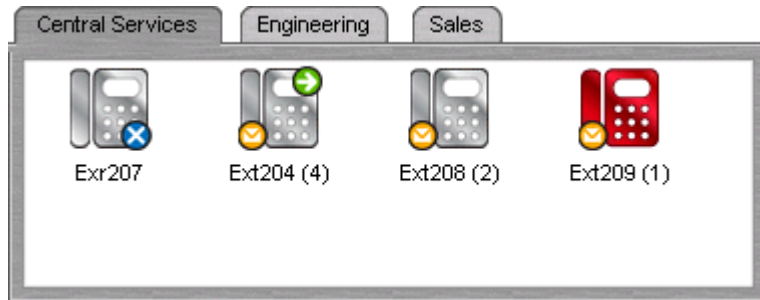 Central Services Engineering Sales
Exr207 Ext204 (4) Ext208 (2) Ext209 (1)